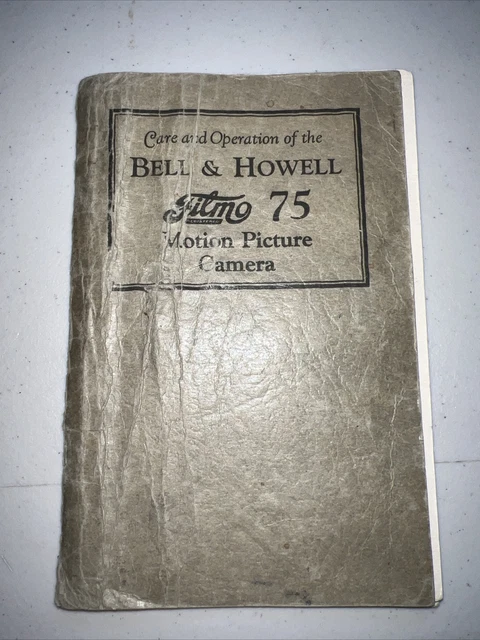 Care and Operation of the
BELL & HOWELL
Filmo 75
Motion Picture
Camera